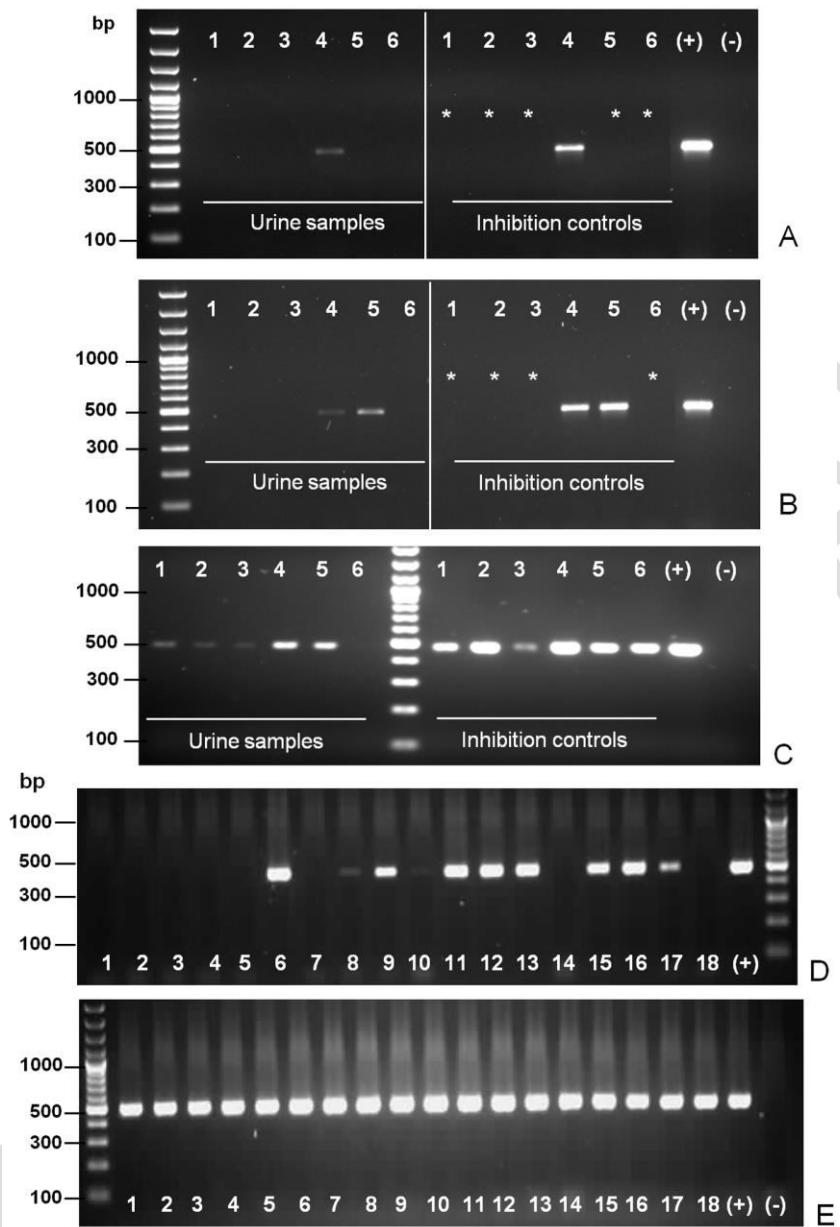 bp
1 2 3 4 5 6 1 2 3 4 5 6 (+) (-)
1000
* * * * *
500
300
Urine samples Inhibition controls
100
A
1 2 3 4 5 6 1 2 3 4 5 6 (+) (-)
1000
* * * *
500
300
Urine samples Inhibition controls
100
B
1 2 3 4 5 6 1 2 3 4 5 6 (+) (-)
1000
500
300
100
Urine samples Inhibition controls
C
bp
1000
500
300
100
1 2 3 4 5 6 7 8 9 10 11 12 13 14 15 16 17 18 (+)
D
1000
500
300
100
1 2 3 4 5 6 7 8 9 10 11 12 13 14 15 16 17 18 (+) (-)
E